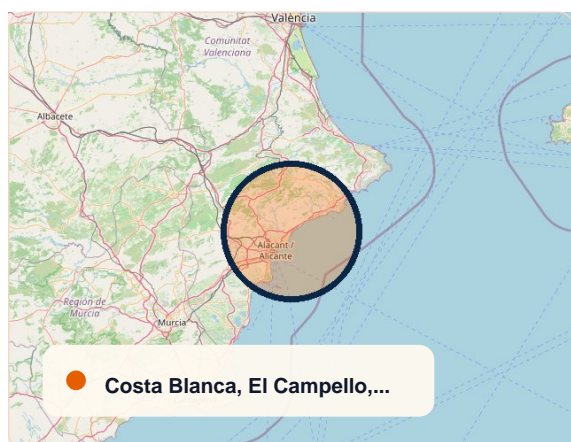 València
Comunitat
Valenciana
Albacete
Alacant /
Alicante
Región de
Murcia
Murcia
Costa Blanca, El Campello,...